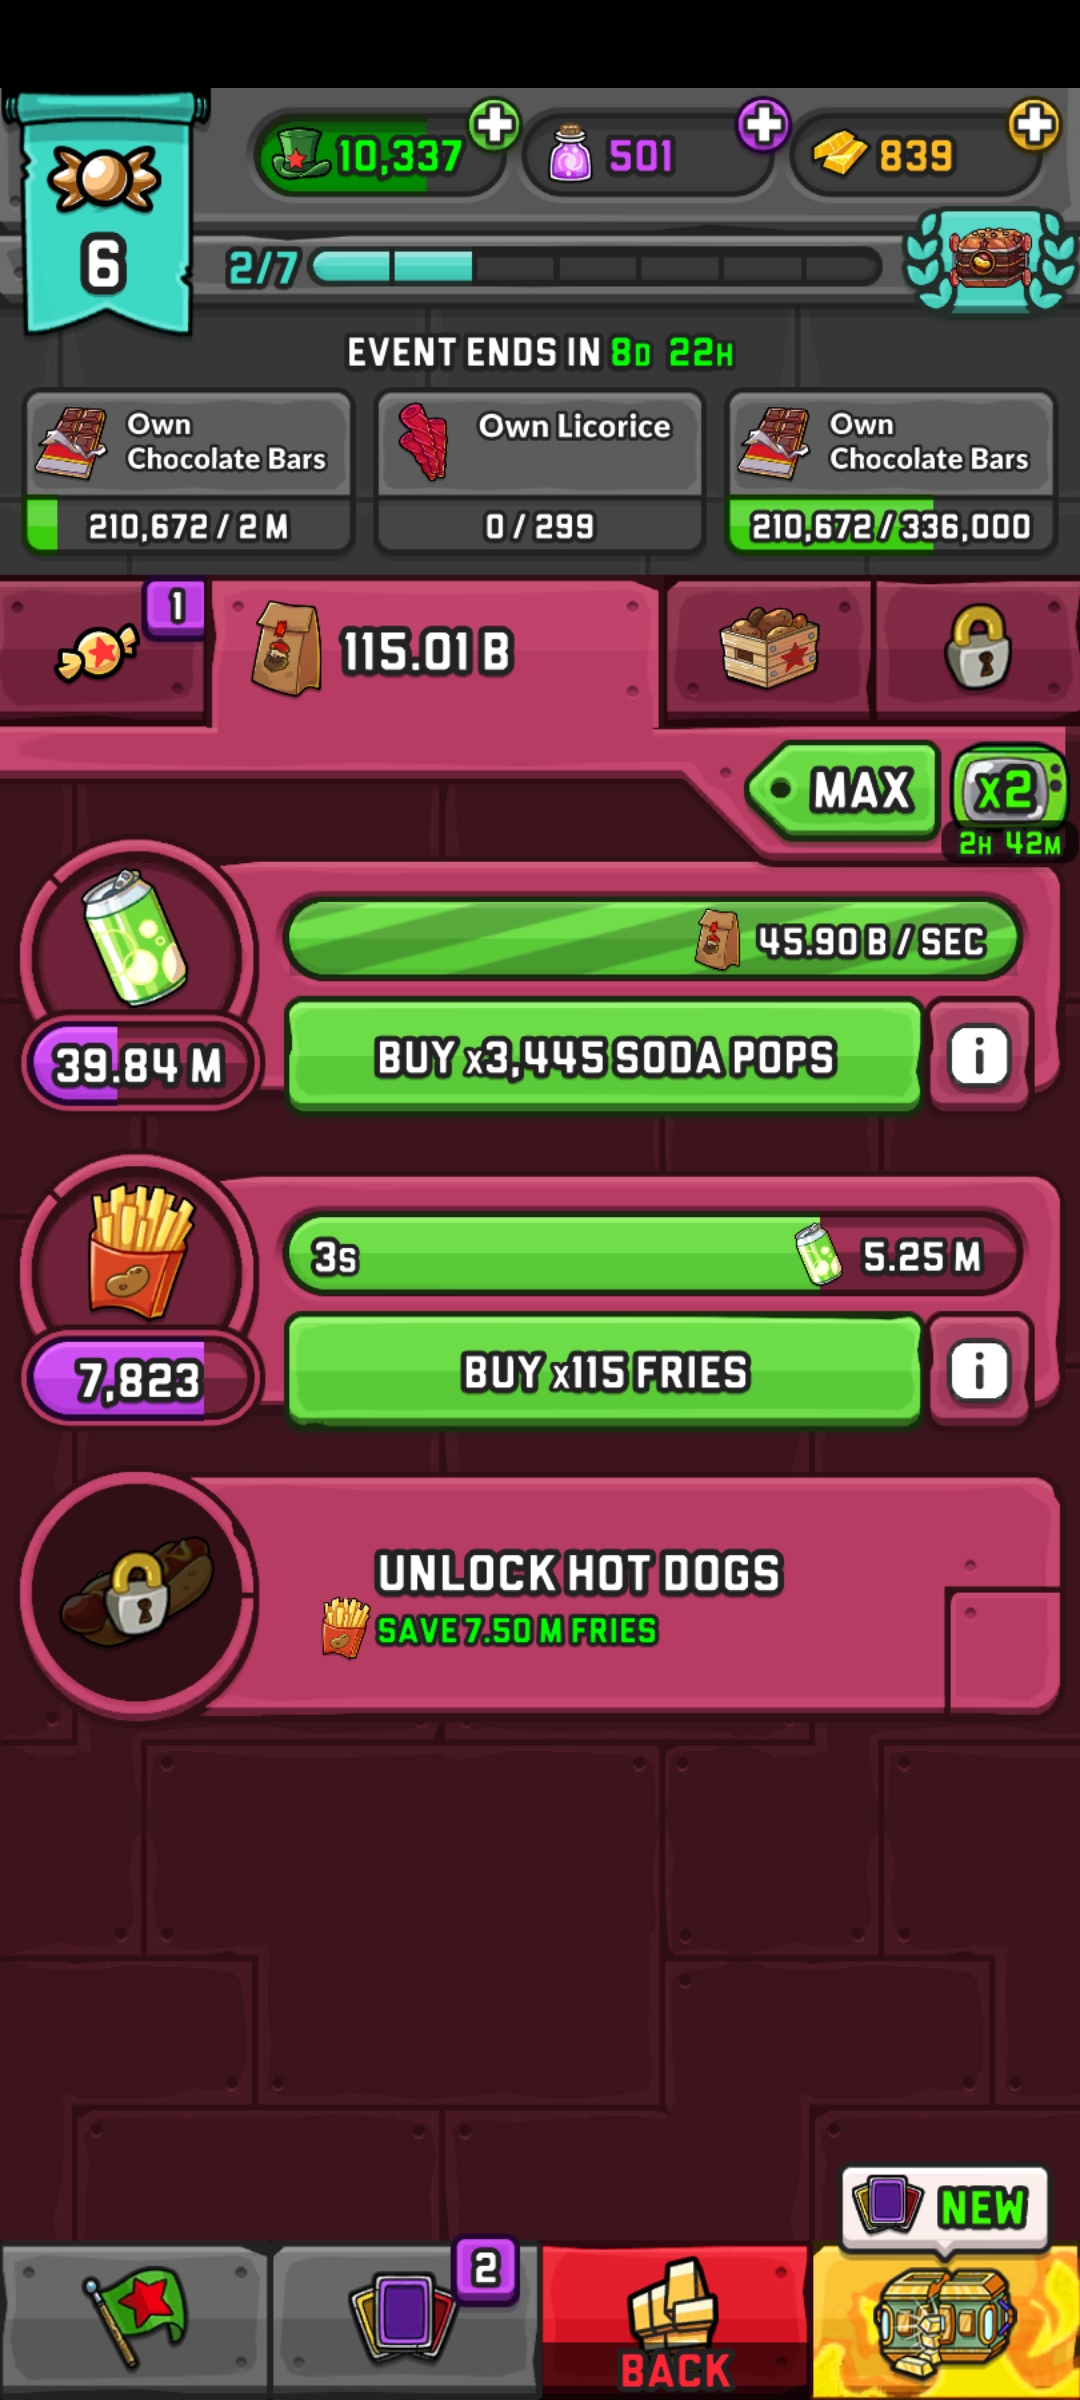 10,337
501
839
6
2/7
EVENT ENDS IN 8D 22H
Own
Chocolate Bars
210,672 / 2 M
Own Licorice
0 / 299
Own
Chocolate Bars
210,672 / 336,000
1
115.01 B
MAX
x2
2H 42M
45.90 B / SEC
39.84 M
BUY x3,445 SODA POPS
i
3s
5.25 M
7,823
BUY x115 FRIES
i
UNLOCK HOT DOGS
SAVE 7.50 M FRIES
NEW
2
BACK